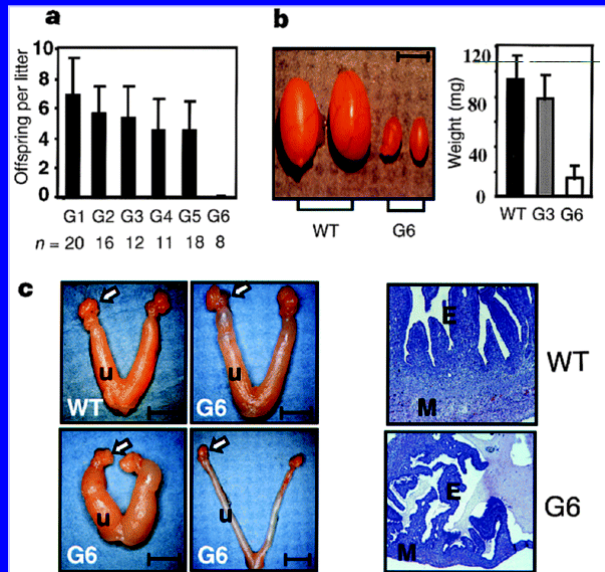 a
Offspring per litter
10
8
6
4
2
0
G1 G2 G3 G4 G5 G6
n = 20 16 12 11 18 8
b
WT G6
Weight (mg)
120
80
40
0
WT G3 G6
c
u
WT
u
G6
u
G6
u
G6
E
M
WT
E
M
G6